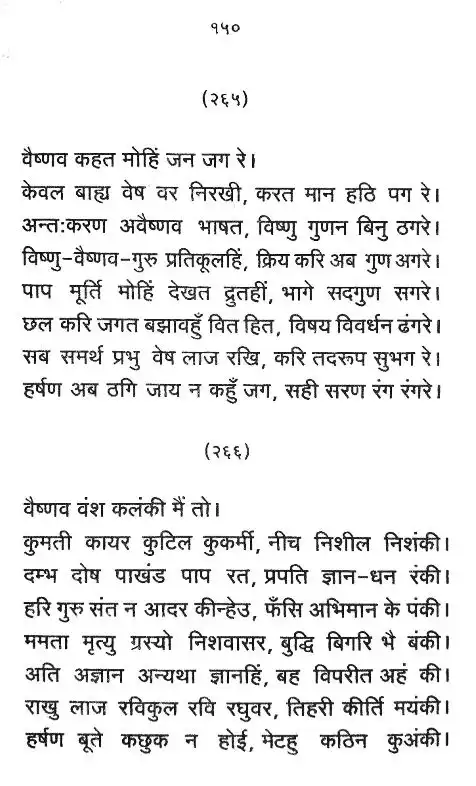 १५०
(२६५)
वैष्णव कहत मोहिं जन जग रे।
केवल बाह्य वेष वर निरखी, करत मान हठि पग रे।
अन्तःकरण अवैष्णव भाषत, विष्णु गुणन बिनु ठगरे।
विष्णु-वैष्णव-गुरु प्रतिकूलहिं, क्रिय करि अब गुण अगरे।
पाप मूर्ति मोहिं देखत द्रुतहीं, भागे सदगुण सगरे।
छल करि जगत बझावहुँ वित हित, विषय विवर्धन ढंगरे।
सब समर्थ प्रभु वेष लाज रखि, करि तदरूप सुभग रे।
हर्षण अब ठगि जाय न कहुँ जग, सही सरण रंग रंगरे।
(२६६)
वैष्णव वंश कलंकी मैं तो।
कुमती कायर कुटिल कुकर्मी, नीच निशील निशंकी।
दम्भ दोष पाखंड पाप रत, प्रपति ज्ञान-धन रंकी।
हरि गुरु संत न आदर कीन्हेउ, फँसि अभिमान के पंकी।
ममता मृत्यु ग्रस्यो निशवासर, बुद्धि बिगरि भै बंकी।
अति अज्ञान अन्यथा ज्ञानहिं, बह विपरीत अहं की।
राखु लाज रविकुल रवि रघुवर, तिहरी कीर्ति मयंकी।
हर्षण बूते कछुक न होई, मेटहु कठिन कुअंकी।